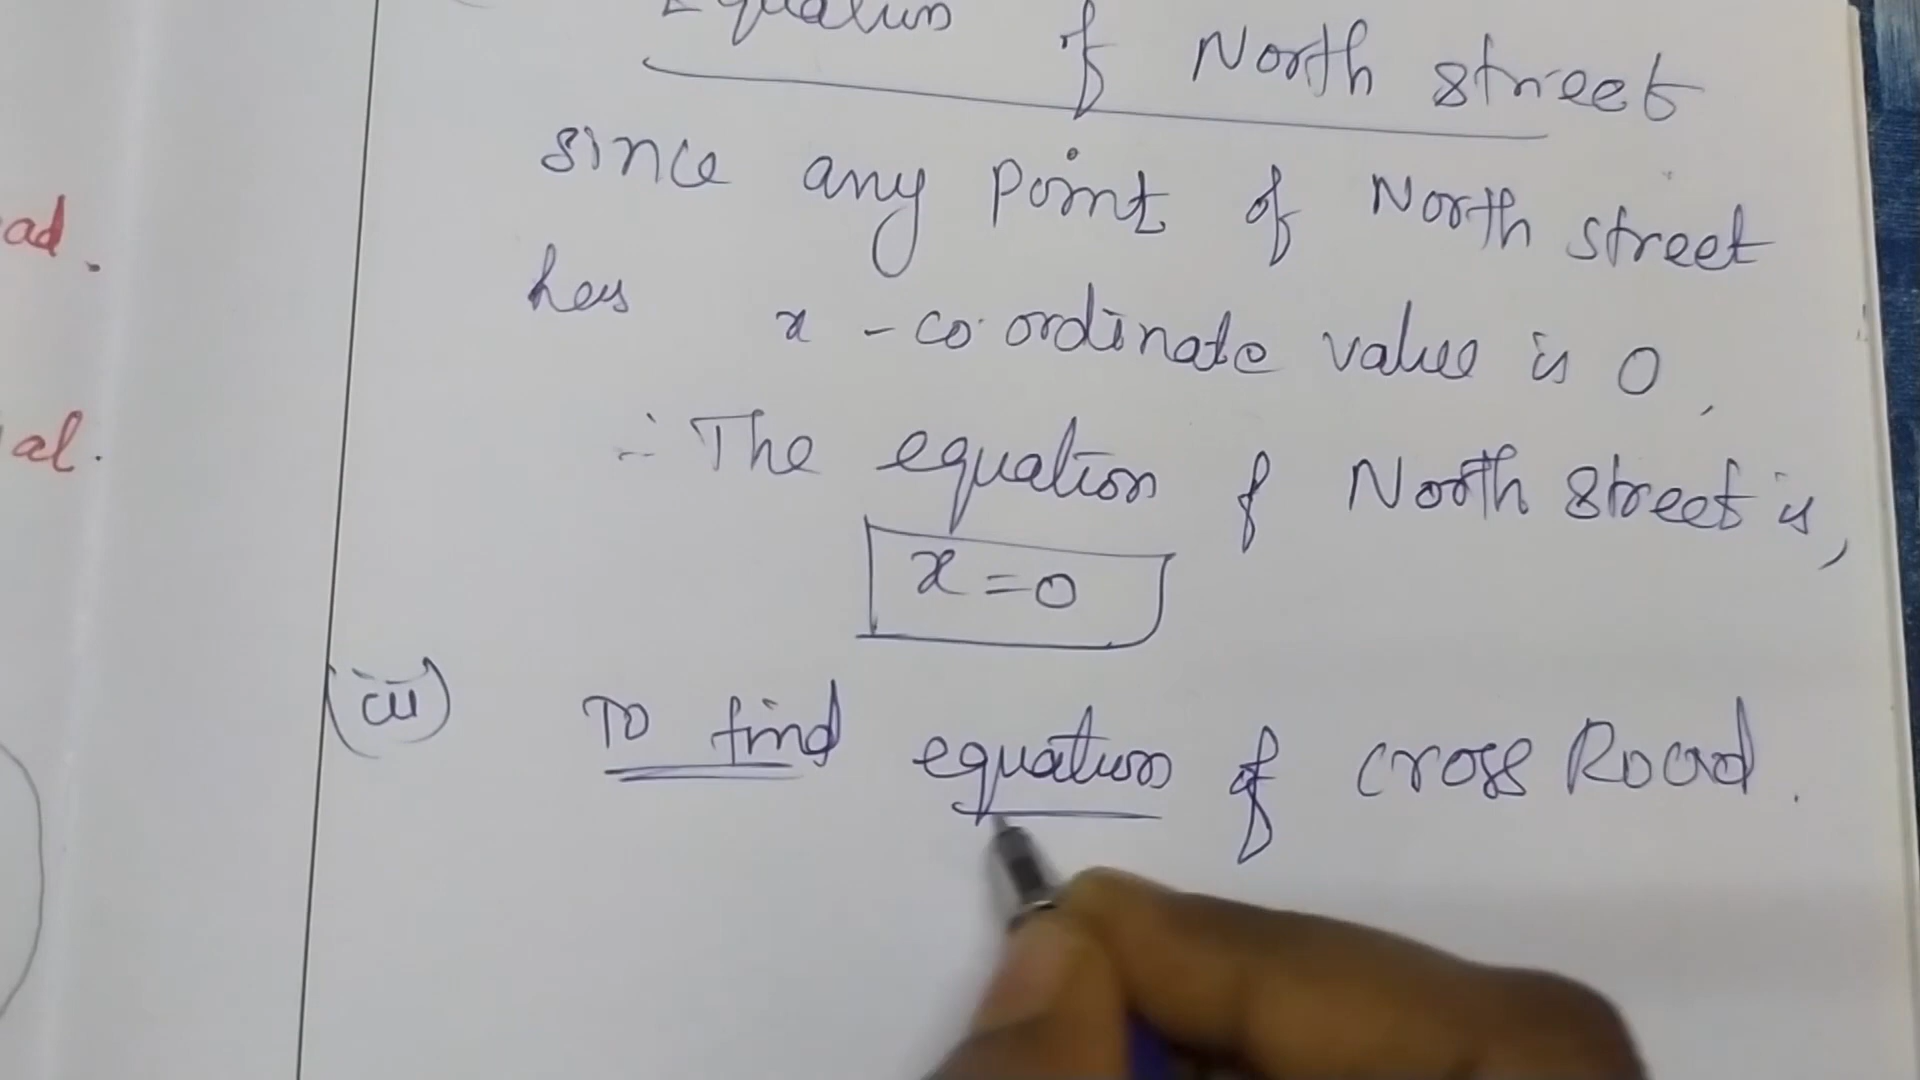 Equation of North street
since any point of North street
has x - co-ordinate value is 0,
∴ The equation of North street is,
x=0
(iii) To find equation of cross Road.
ad.
al.